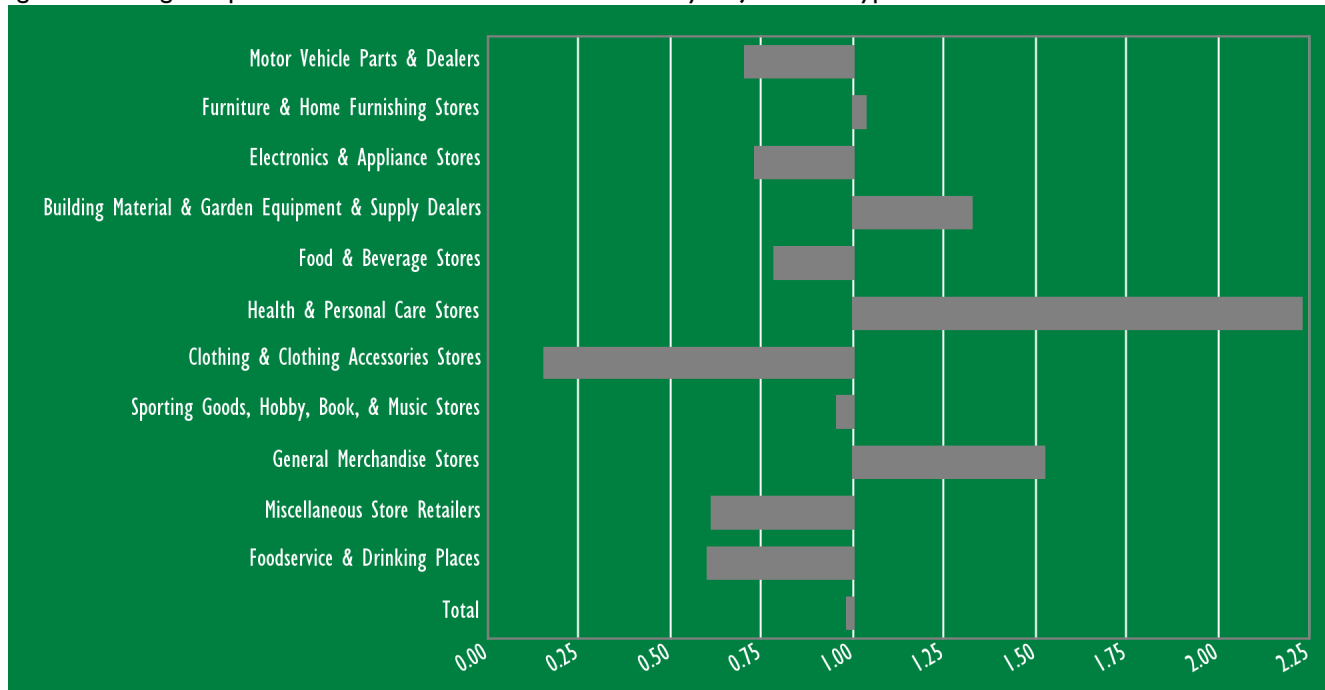 Motor Vehicle Parts & Dealers
Furniture & Home Furnishing Stores
Electronics & Appliance Stores
Building Material & Garden Equipment & Supply Dealers
Food & Beverage Stores
Health & Personal Care Stores
Clothing & Clothing Accessories Stores
Sporting Goods, Hobby, Book, & Music Stores
General Merchandise Stores
Miscellaneous Store Retailers
Foodservice & Drinking Places
Total
0.00 0.25 0.50 0.75 1.00 1.25 1.50 1.75 2.00 2.25